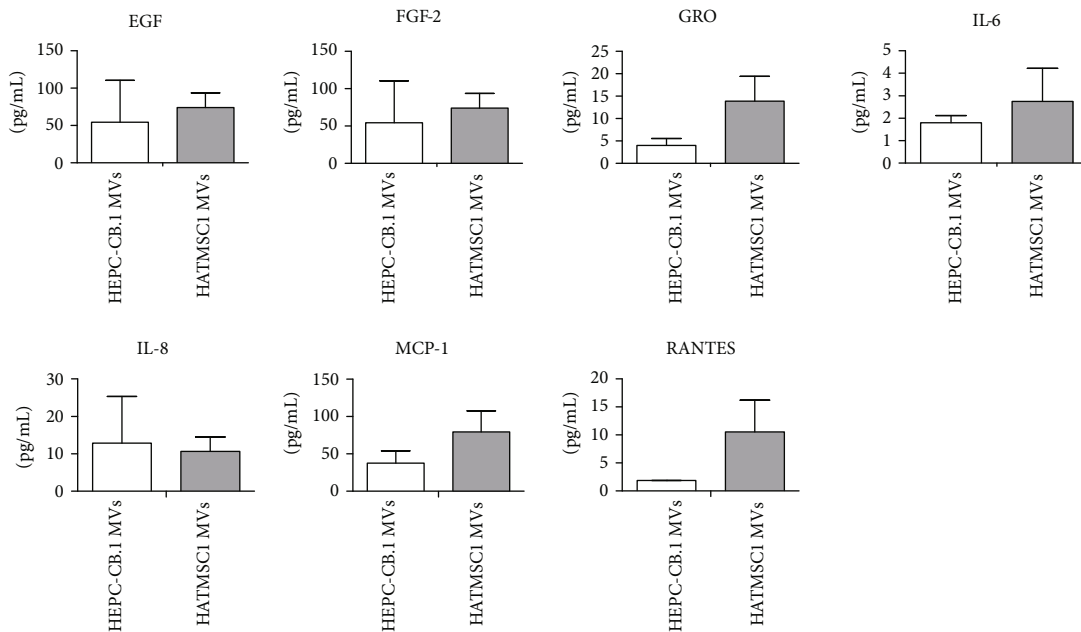 EGF
150
100
50
0
(pg/mL)
HEPC-CB.1 MVs
HATMSC1 MVs
FGF-2
150
100
50
0
(pg/mL)
HEPC-CB.1 MVs
HATMSC1 MVs
GRO
25
20
15
10
5
0
(pg/mL)
HEPC-CB.1 MVs
HATMSC1 MVs
IL-6
5
4
3
2
1
0
(pg/mL)
HEPC-CB.1 MVs
HATMSC1 MVs
IL-8
30
20
10
0
(pg/mL)
HEPC-CB.1 MVs
HATMSC1 MVs
MCP-1
150
100
50
0
(pg/mL)
HEPC-CB.1 MVs
HATMSC1 MVs
RANTES
20
15
10
5
0
(pg/mL)
HEPC-CB.1 MVs
HATMSC1 MVs